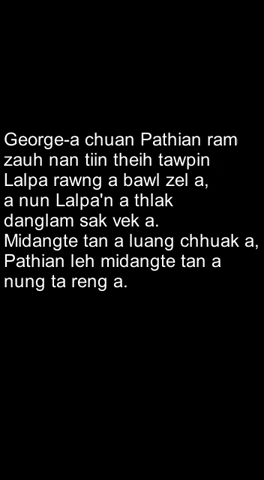 George-a chuan Pathian ram
zauh nan tiin theih tawpin
Lalpa rawng a bawl zel a,
a nun Lalpa'n a thlak
danglam sak vek a.
Midangte tan a luang chhuak a,
Pathian leh midangte tan a
nung ta reng a.